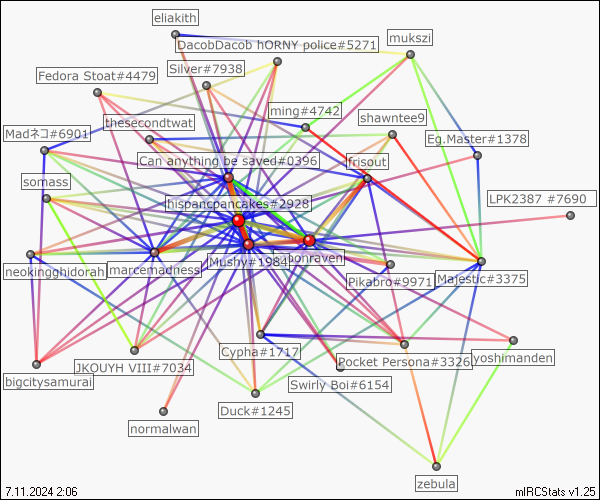 eliakith
DacobDacob hORNY police#5271
mukszi
Fedora Stoat#4479
Silver#7938
ming#4742
shawntee9
thesecondtwat
Madネコ#6901
Eg.Master#1378
Can anything be saved#0396
frisout
somass
LPK2387 #7690
hispancpancakes#2928
neokingghidorah
marcemadness
Mushy#1984
Pikabro#9971
Majestic#3375
Cypha#1717
Pocket Persona#3326
yoshimanden
JKOUYH VIII#7034
bigcitysamurai
Swirly Boi#6154
Duck#1245
normalwan
zebula
7.11.2024 2:06
mIRCStats v1.25